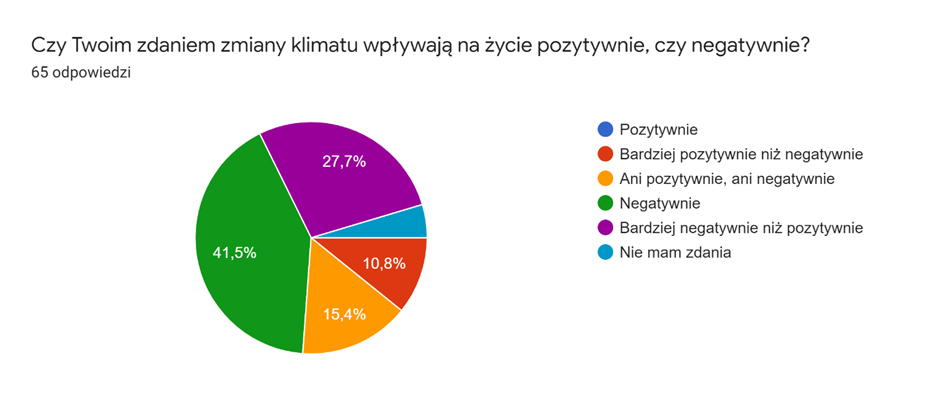 Czy Twoim zdaniem zmiany klimatu wpływają na życie pozytywnie, czy negatywnie?
65 odpowiedzi
27,7%
41,5%
10,8%
15,4%
Pozytywnie
Bardziej pozytywnie niż negatywnie
Ani pozytywnie, ani negatywnie
Negatywnie
Bardziej negatywnie niż pozytywnie
Nie mam zdania